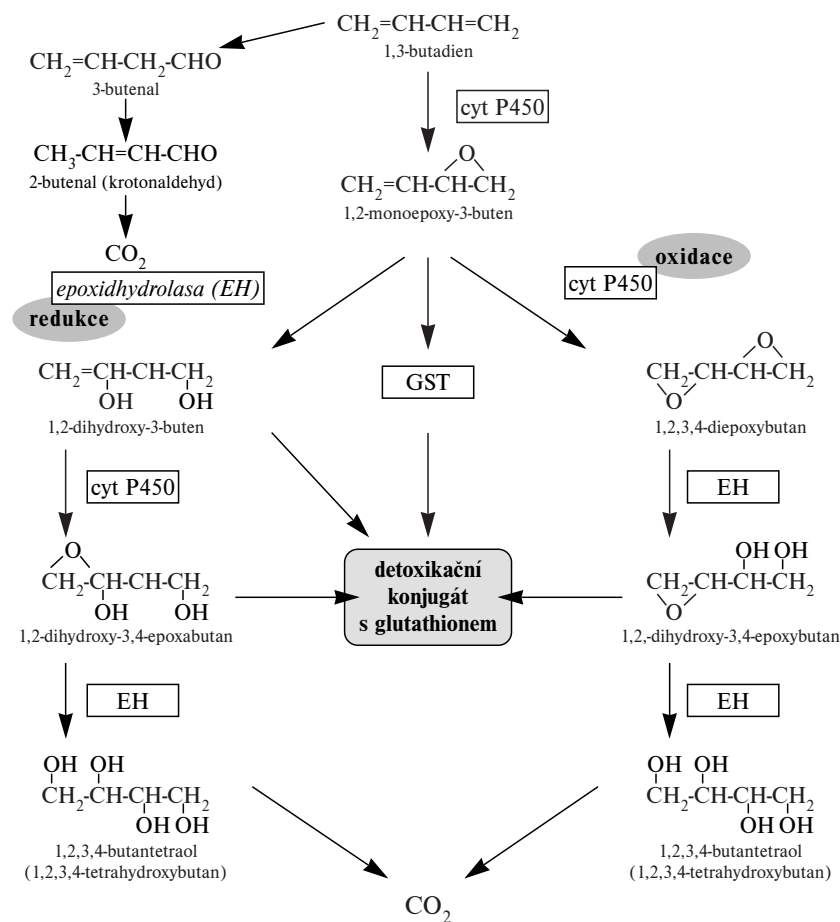 CH₂=CH-CH=CH₂
1,3-butadien
CH₂=CH-CH₂-CHO
3-butenal
cyt P450
CH₃-CH=CH-CHO
2-butenal (krotonaldehyd)
O
CH₂=CH-CH-CH₂
1,2-monoepoxy-3-buten
CO₂
oxidace
epoxidhydrolasa (EH)
cyt P450
redukce
CH₂=CH-CH-CH₂
OH OH
1,2-dihydroxy-3-buten
GST
O
CH₂-CH-CH-CH₂
O
1,2,3,4-diepoxybutan
cyt P450
EH
O
CH₂-CH-CH-CH₂
OH OH
1,2-dihydroxy-3,4-epoxabutan
detoxikační
konjugát
s glutathionem
OH OH
CH₂-CH-CH-CH₂
O
1,2,-dihydroxy-3,4-epoxybutan
EH
EH
OH OH
CH₂-CH-CH-CH₂
OH OH
1,2,3,4-butantetraol
(1,2,3,4-tetrahydroxybutan)
OH OH
CH₂-CH-CH-CH₂
OH OH
1,2,3,4-butantetraol
(1,2,3,4-tetrahydroxybutan)
CO₂